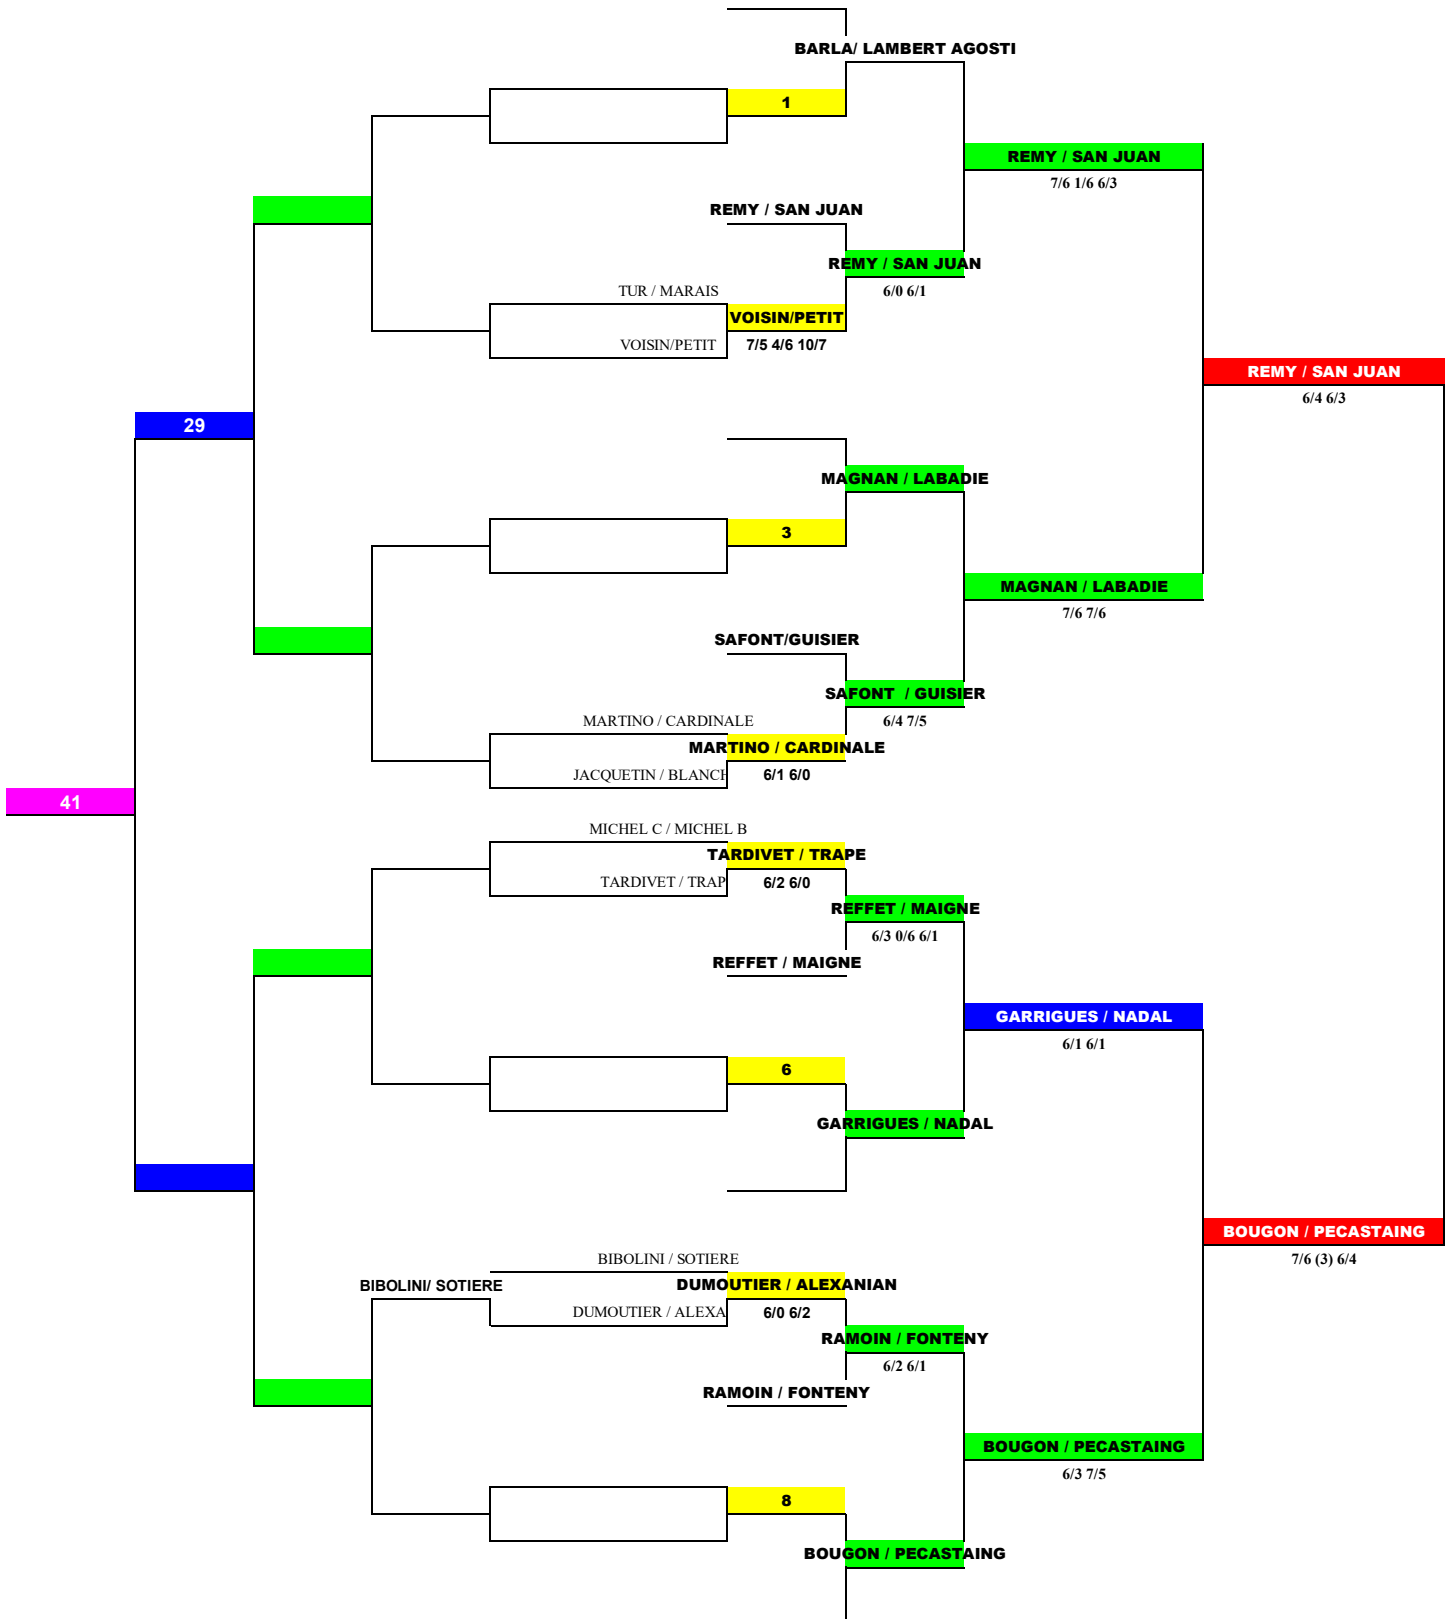 BARLA/ LAMBERT AGOSTI
1
REMY / SAN JUAN
7/6 1/6 6/3
REMY / SAN JUAN
REMY / SAN JUAN
TUR / MARAIS
6/0 6/1
VOISIN/PETIT
VOISIN/PETIT
7/5 4/6 10/7
REMY / SAN JUAN
6/4 6/3
29
MAGNAN / LABADIE
3
MAGNAN / LABADIE
7/6 7/6
SAFONT/GUISIER
SAFONT / GUISIER
MARTINO / CARDINALE
6/4 7/5
MARTINO / CARDINALE
JACQUETIN / BLANCH
6/1 6/0
41
MICHEL C / MICHEL B
TARDIVET / TRAPE
TARDIVET / TRAP
6/2 6/0
REFFET / MAIGNE
6/3 0/6 6/1
REFFET / MAIGNE
GARRIGUES / NADAL
6/1 6/1
6
GARRIGUES / NADAL
BOUGON / PECASTAING
7/6 (3) 6/4
BIBOLINI / SOTIERE
BIBOLINI/ SOTIERE
DUMOUTIER / ALEXANIAN
DUMOUTIER / ALEXA
6/0 6/2
RAMOIN / FONTENY
6/2 6/1
RAMOIN / FONTENY
BOUGON / PECASTAING
6/3 7/5
8
BOUGON / PECASTAING